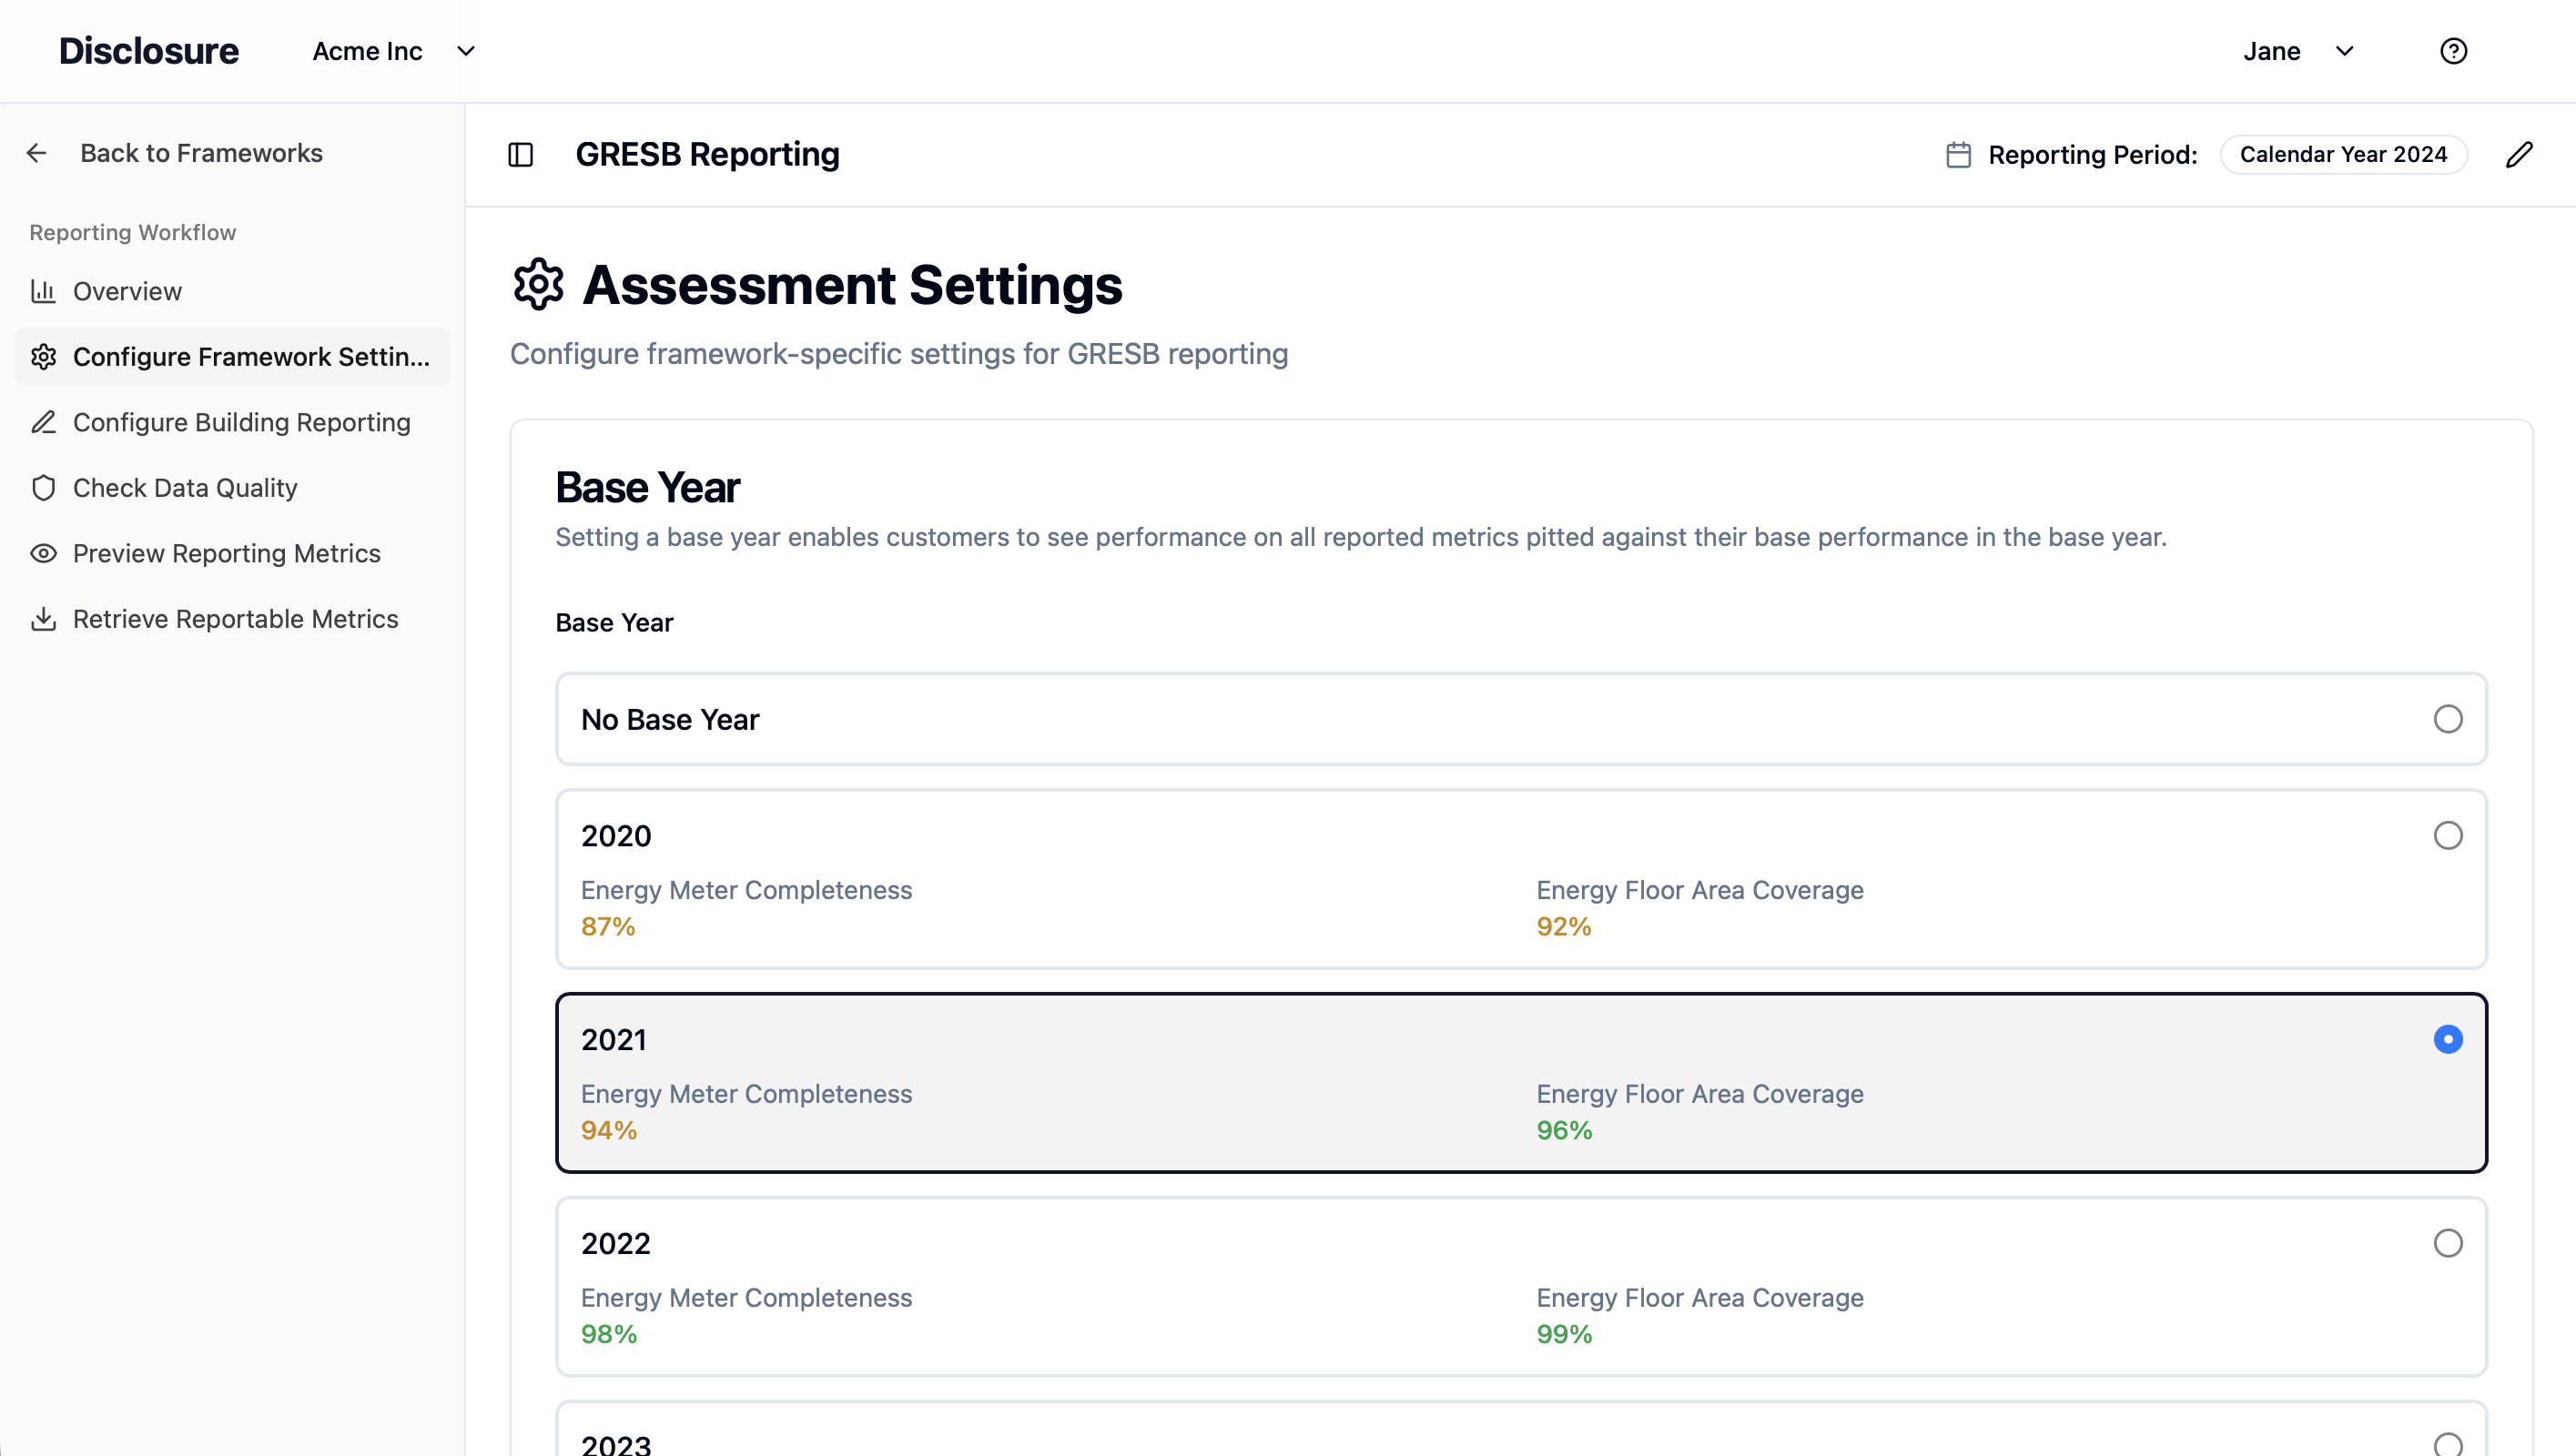 Disclosure
Acme Inc
Jane
Back to Frameworks
Reporting Workflow
Overview
Configure Framework Settin...
Configure Building Reporting
Check Data Quality
Preview Reporting Metrics
Retrieve Reportable Metrics
GRESB Reporting
Reporting Period:
Calendar Year 2024
Assessment Settings
Configure framework-specific settings for GRESB reporting
Base Year
Setting a base year enables customers to see performance on all reported metrics pitted against their base performance in the base year.
Base Year
No Base Year
2020
Energy Meter Completeness
87%
Energy Floor Area Coverage
92%
2021
Energy Meter Completeness
94%
Energy Floor Area Coverage
96%
2022
Energy Meter Completeness
98%
Energy Floor Area Coverage
99%
2023